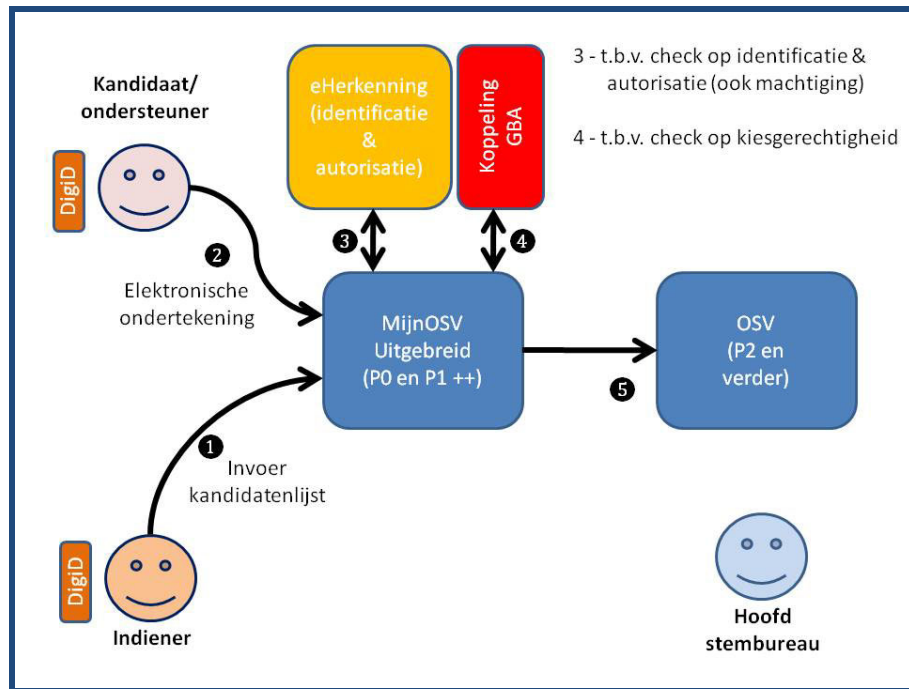 Kandidaat/
ondersteuner
DigiD
eHerkenning
(identificatie
&
autorisatie)
Koppeling
GBA
3 - t.b.v. check op identificatie &
autorisatie (ook machtiging)
4 - t.b.v. check op kiesgerechtigheid
2
Elektronische
ondertekening
3
4
MijnOSV
Uitgebreid
(P0 en P1 ++)
OSV
(P2 en
verder)
5
1
Invoer
kandidatenlijst
DigiD
Indiener
Hoofd
stembureau